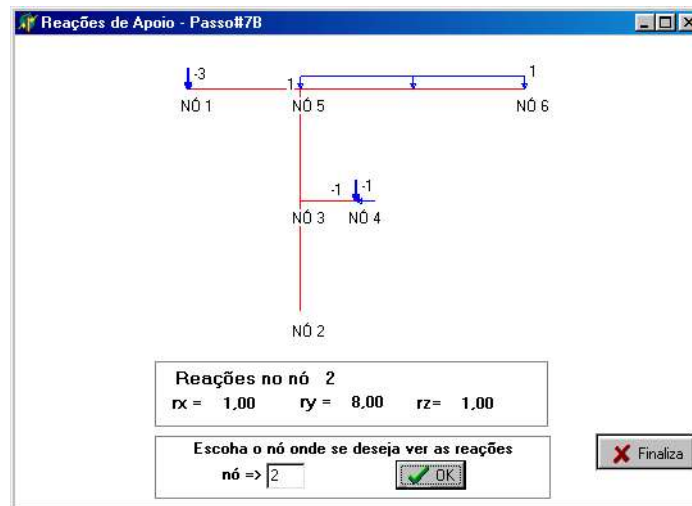 Reações de Apoio - Passo#7B
-3
1
1
NÓ 1
NÓ 5
NÓ 6
-1
-1
NÓ 3
NÓ 4
NÓ 2
Reações no nó 2
rx = 1,00 ry = 8,00 rz= 1,00
Escoha o nó onde se deseja ver as reações
nó => 2
OK
Finaliza